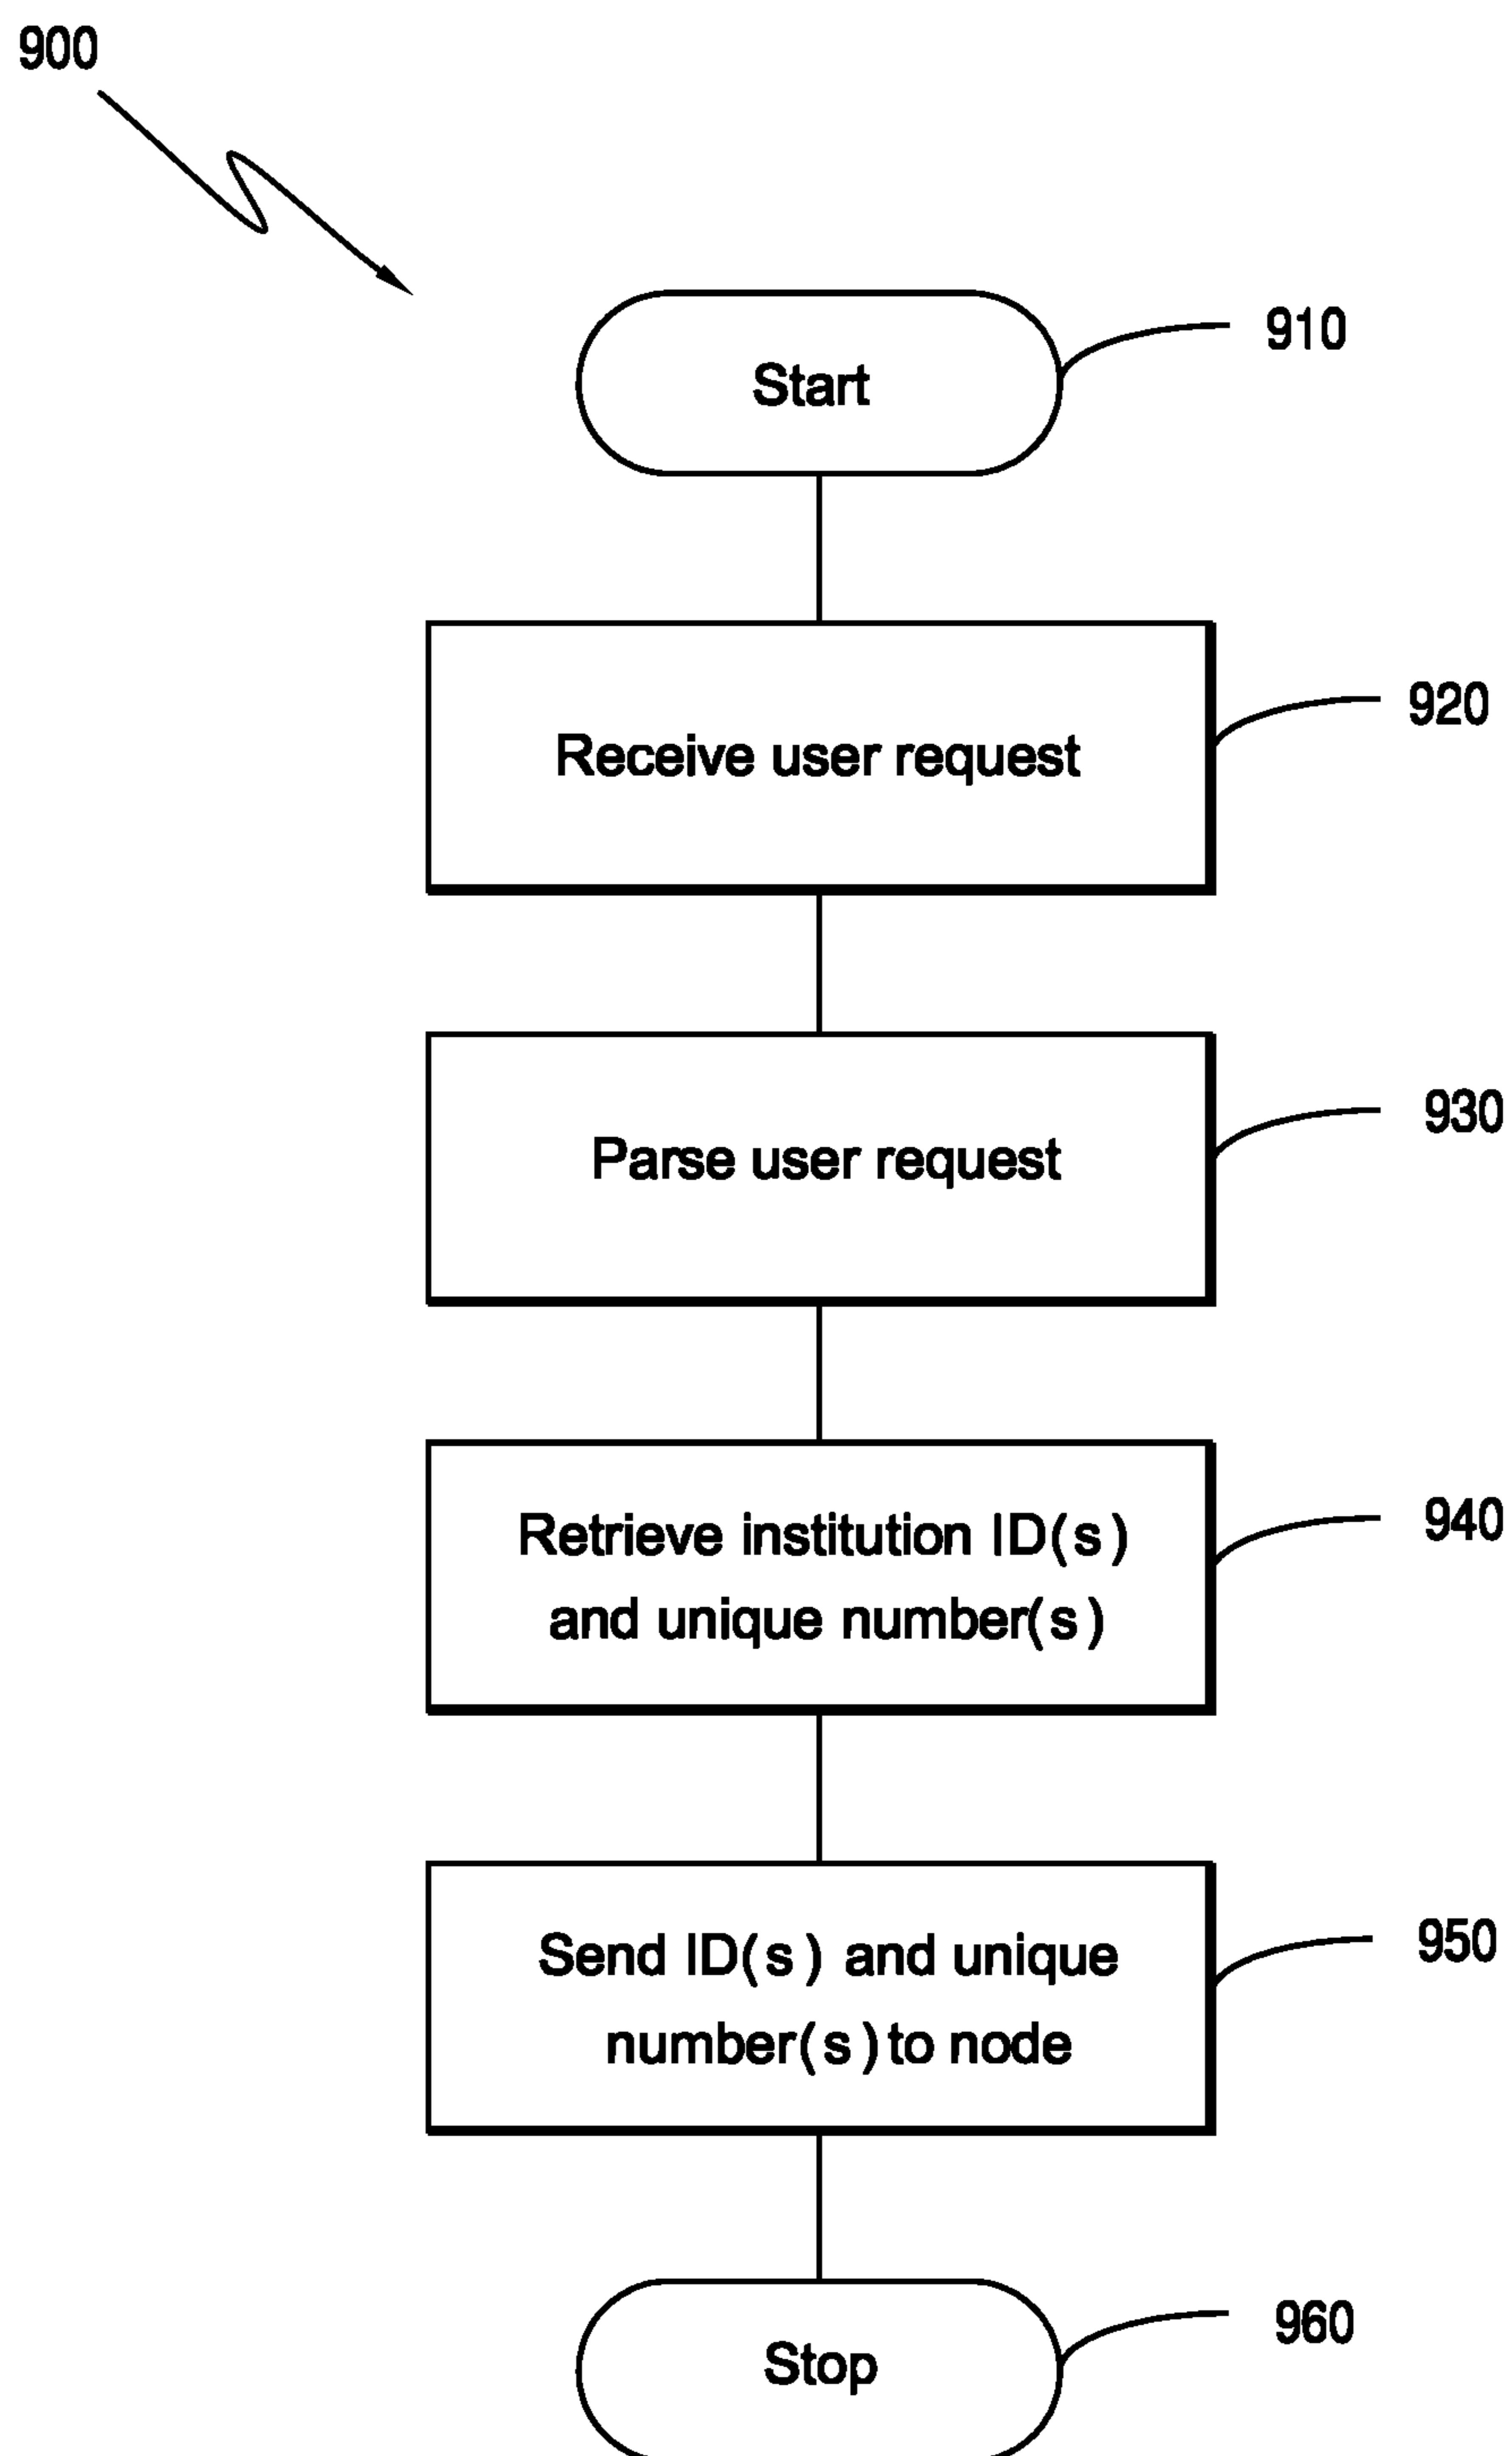 900
Start
910
Receive user request
920
Parse user request
930
Retrieve institution ID(s)
and unique number(s)
940
Send ID(s) and unique
number(s) to node
950
Stop
960